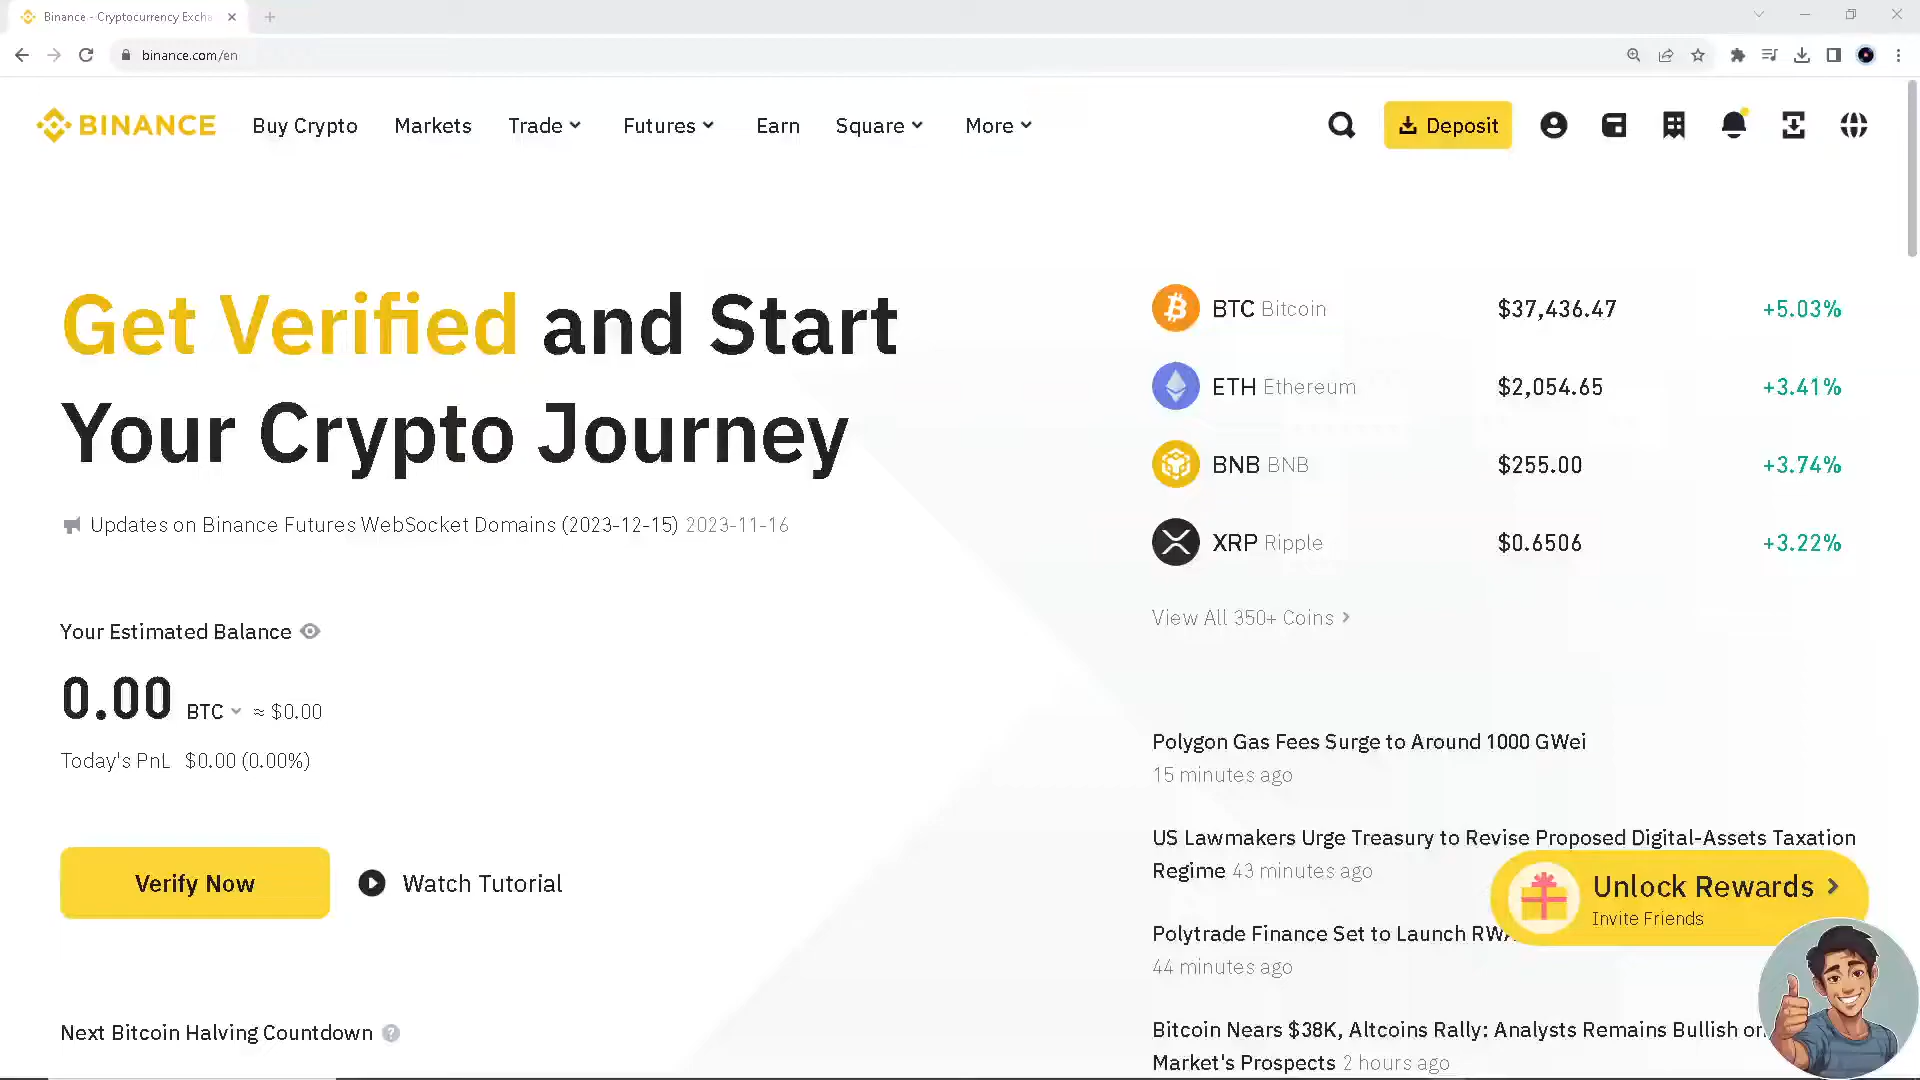 Binance - Cryptocurrency Excha
binance.com/en
BINANCE
Buy Crypto
Markets
Trade
Futures
Earn
Square
More
Deposit
Get Verified and Start
Your Crypto Journey
Updates on Binance Futures WebSocket Domains (2023-12-15) 2023-11-16
Your Estimated Balance
0.00 BTC ≈ $0.00
Today's PnL $0.00 (0.00%)
Verify Now
Watch Tutorial
Next Bitcoin Halving Countdown
BTC Bitcoin $37,436.47 +5.03%
ETH Ethereum $2,054.65 +3.41%
BNB BNB $255.00 +3.74%
XRP Ripple $0.6506 +3.22%
View All 350+ Coins
Polygon Gas Fees Surge to Around 1000 GWei
15 minutes ago
US Lawmakers Urge Treasury to Revise Proposed Digital-Assets Taxation
Regime 43 minutes ago
Polytrade Finance Set to Launch
44 minutes ago
Bitcoin Nears $38K, Altcoins Rally: Analysts Remains Bullish on
Market's Prospects 2 hours ago
Unlock Rewards
Invite Friends